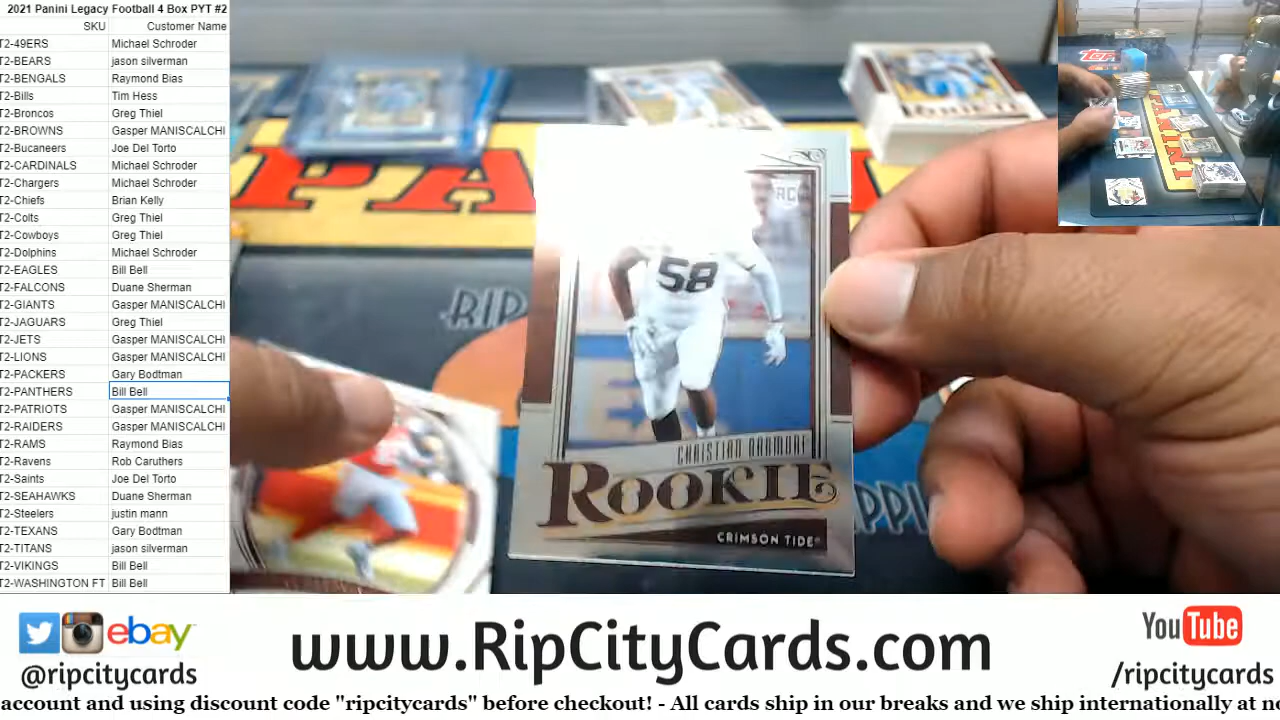 2021 Panini Legacy Football 4 Box PYT #2
SKU Customer Name
T2-49ERS Michael Schroder
T2-BEARS jason silverman
T2-BENGALS Raymond Bias
T2-Bills Tim Hess
T2-Broncos Greg Thiel
T2-BROWNS Gasper MANISCALCHI
T2-Bucaneers Joe Del Torto
T2-CARDINALS Michael Schroder
T2-Chargers Michael Schroder
T2-Chiefs Brian Kelly
T2-Colts Greg Thiel
T2-Cowboys Greg Thiel
T2-Dolphins Michael Schroder
T2-EAGLES Bill Bell
T2-FALCONS Duane Sherman
T2-GIANTS Gasper MANISCALCHI
T2-JAGUARS Greg Thiel
T2-JETS Gasper MANISCALCHI
T2-LIONS Gasper MANISCALCHI
T2-PACKERS Gary Bodtman
T2-PANTHERS Bill Bell
T2-PATRIOTS Gasper MANISCALCHI
T2-RAIDERS Gasper MANISCALCHI
T2-RAMS Raymond Bias
T2-Ravens Rob Caruthers
T2-Saints Joe Del Torto
T2-SEAHAWKS Duane Sherman
T2-Steelers justin mann
T2-TEXANS Gary Bodtman
T2-TITANS jason silverman
T2-VIKINGS Bill Bell
T2-WASHINGTON FT Bill Bell
topps
PANINI
ROOKIE
PA
RC
58
RIP
CHRISTIAN BARMORE
ROOKIE
CRIMSON TIDE
PPI
ebay
@ripcitycards
www.RipCityCards.com
YouTube
/ripcitycards
account and using discount code "ripcitycards" before checkout! - All cards ship in our breaks and we ship internationally at no